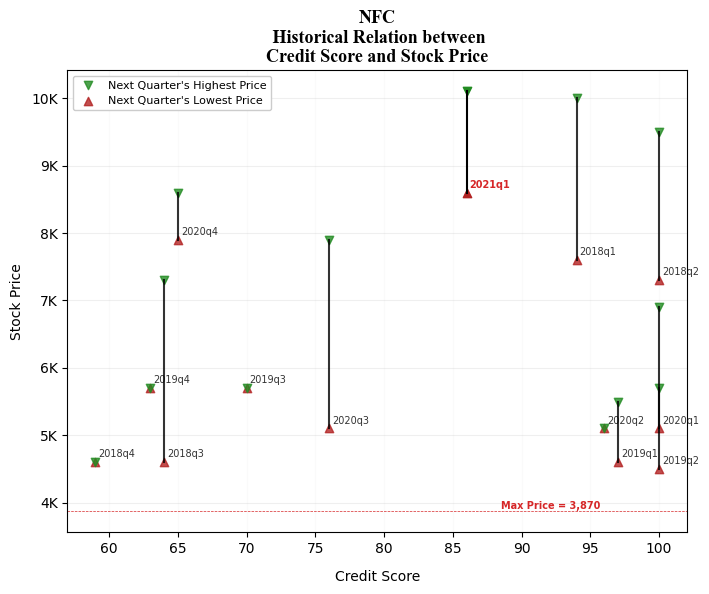 NFC
Historical Relation between
Credit Score and Stock Price
Next Quarter's Highest Price
Next Quarter's Lowest Price
10K
9K
8K
7K
6K
5K
4K
Stock Price
2021q1
2020q4
2018q1
2018q2
2019q4
2019q3
2020q3
2020q2
2020q1
2018q4
2018q3
2019q1
2019q2
Max Price = 3,870
60 65 70 75 80 85 90 95 100
Credit Score